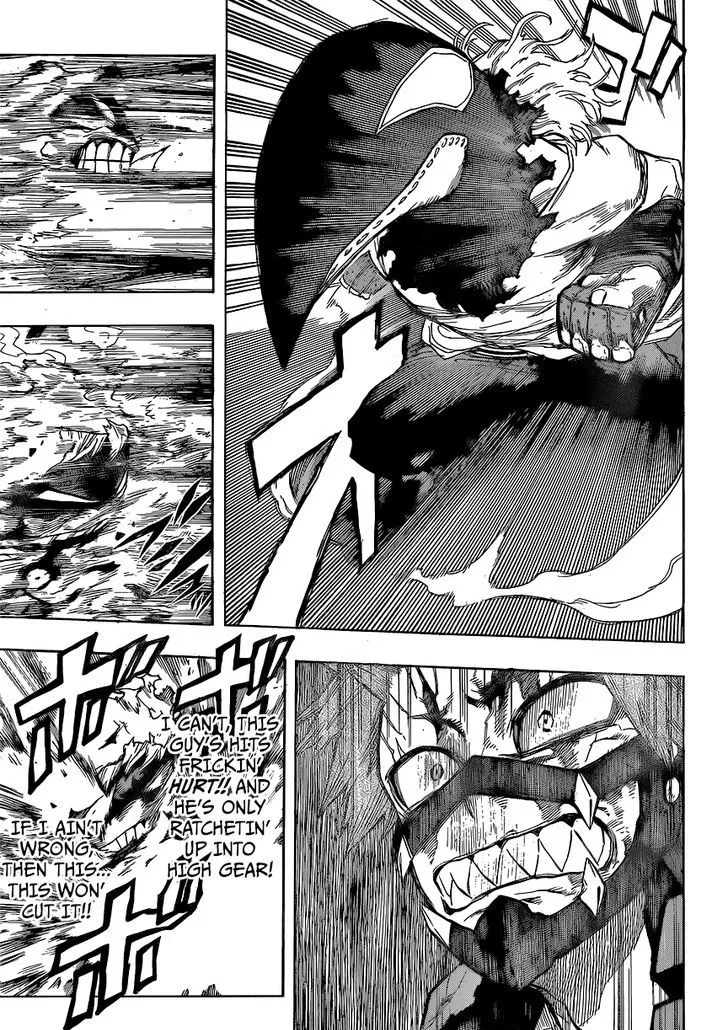 I CAN'T, THIS
GUY'S HITS
FRICKIN'
HURT!! AND
HE'S ONLY
RATCHETIN'
UP INTO
HIGH GEAR!
IF I AIN'T
WRONG,
THEN THIS...
THIS WON'
CUT IT!!